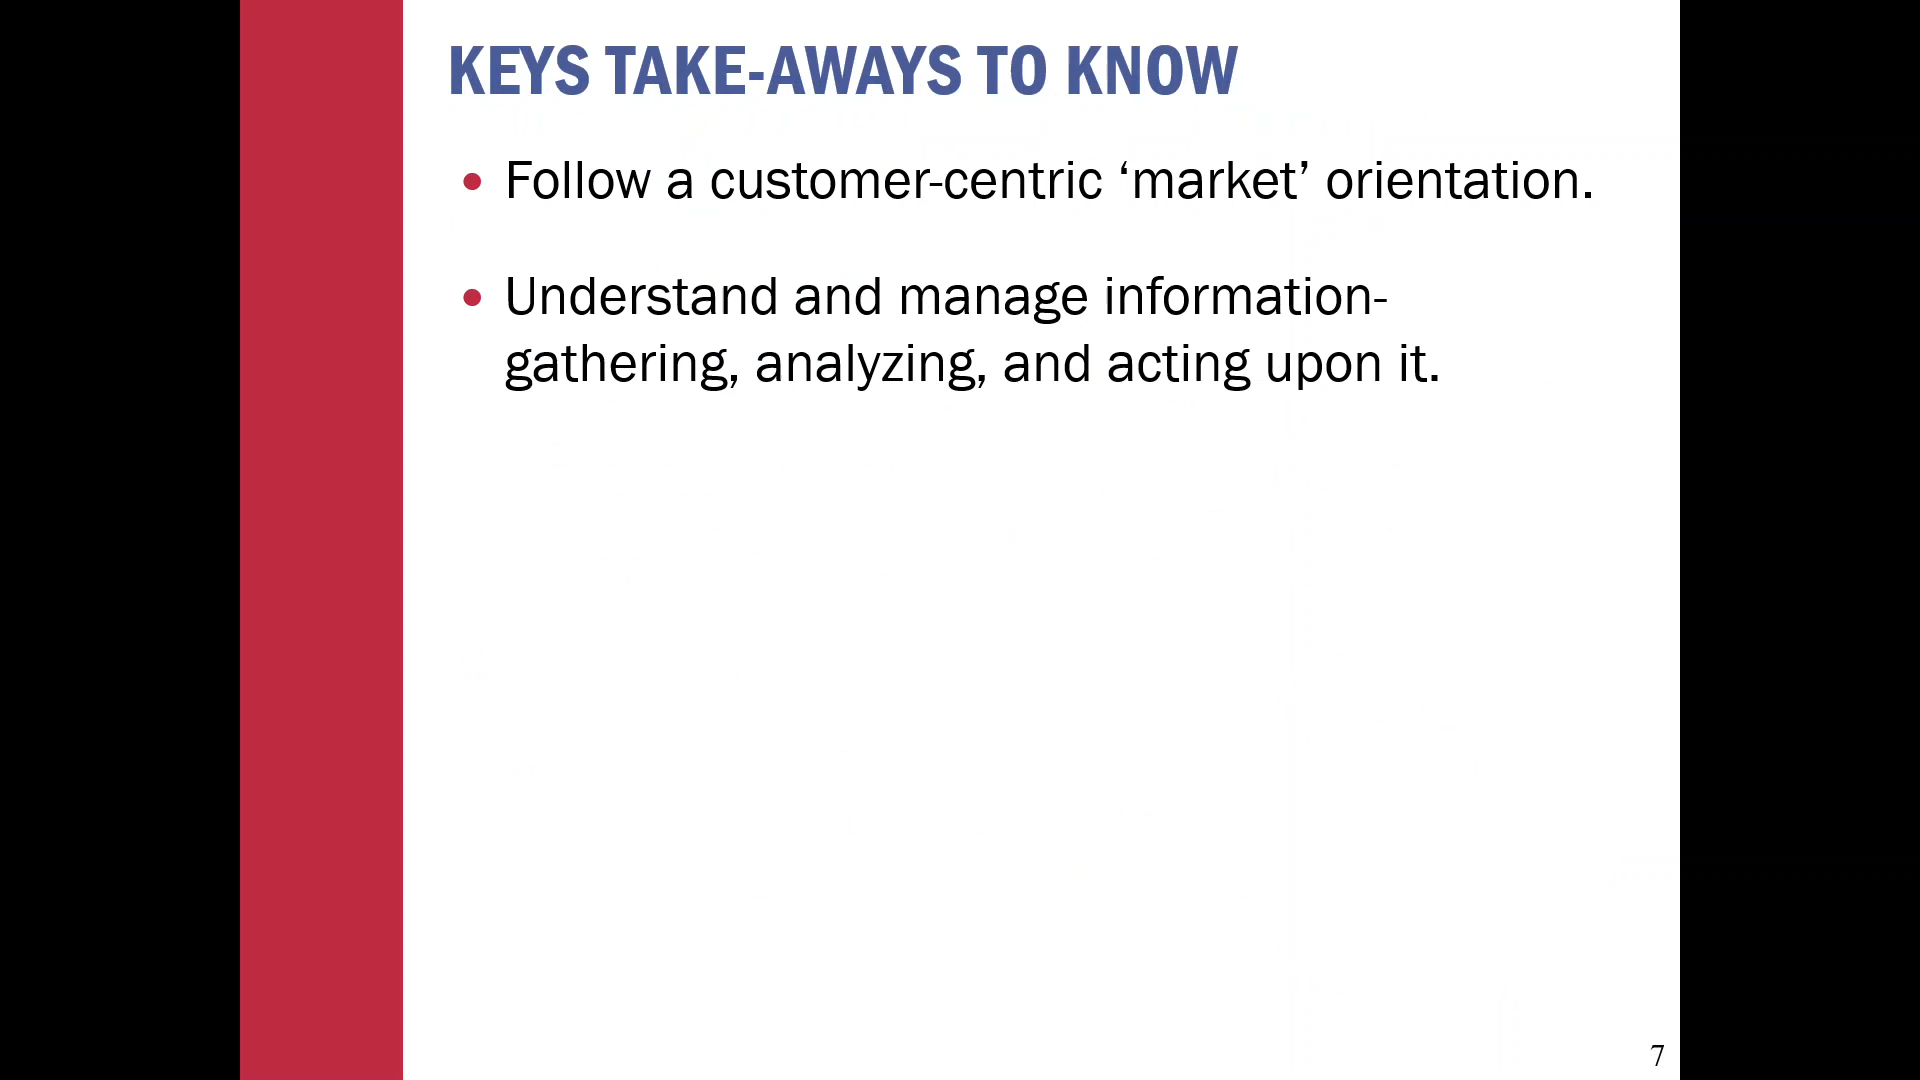 KEYS TAKE-AWAYS TO KNOW
• Follow a customer-centric ‘market’ orientation.
• Understand and manage information-
gathering, analyzing, and acting upon it.
7